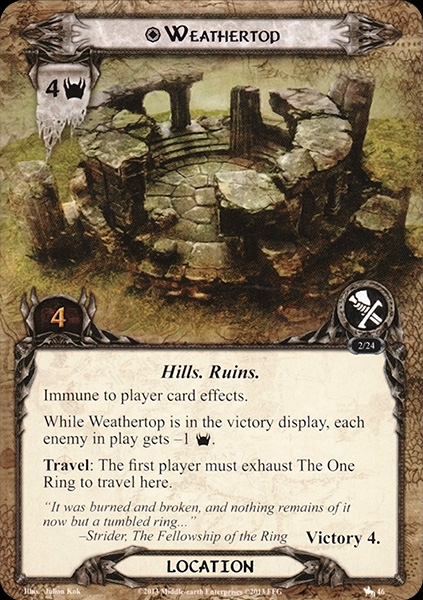 WEATHERTOP
4
4
2/24
Hills. Ruins.
Immune to player card effects.
While Weathertop is in the victory display, each
enemy in play gets –1
Travel: The first player must exhaust The One
Ring to travel here.
“It was burned and broken, and nothing remains of it
now but a tumbled ring...”
–Strider, The Fellowship of the Ring
Victory 4.
LOCATION
Illus. Julian Kok
©2013 Middle-earth Enterprises ©2013 FFG
46